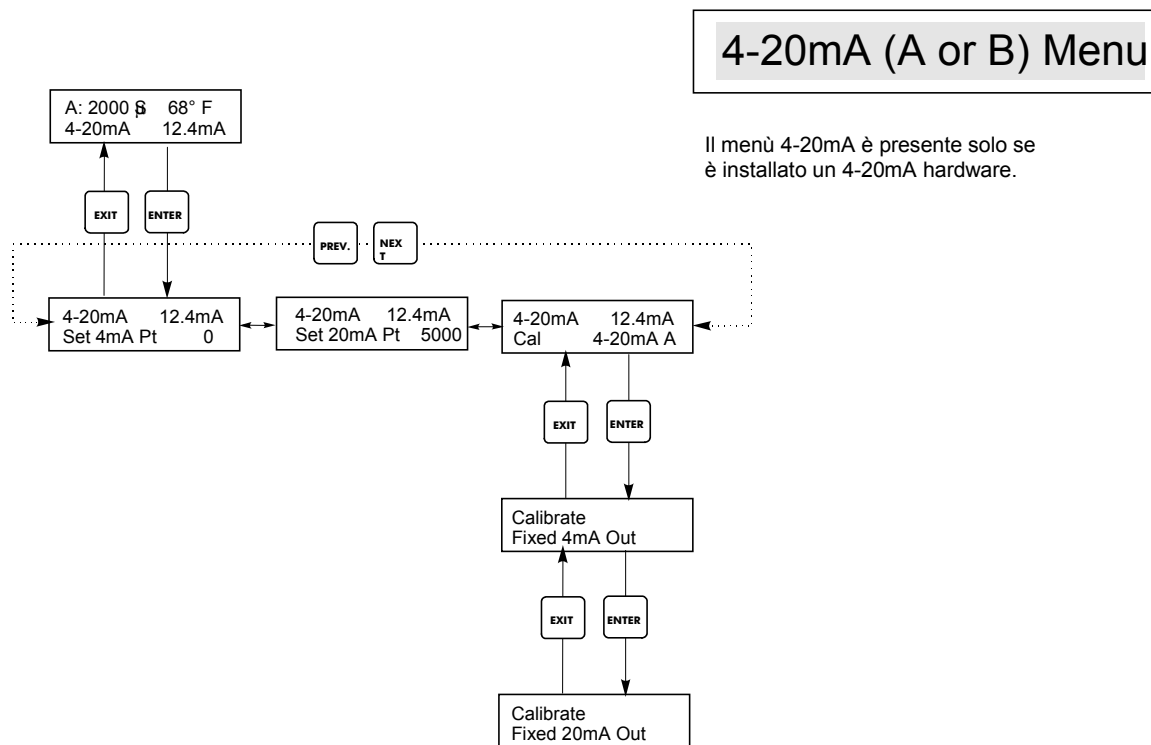 4-20mA (A or B) Menu
A: 2000 µS 68° F
4-20mA 12.4mA
Il menù 4-20mA è presente solo se
è installato un 4-20mA hardware.
EXIT
ENTER
PREV.
NEX
T
4-20mA 12.4mA
Set 4mA Pt 0
4-20mA 12.4mA
Set 20mA Pt 5000
4-20mA 12.4mA
Cal 4-20mA A
EXIT
ENTER
Calibrate
Fixed 4mA Out
EXIT
ENTER
Calibrate
Fixed 20mA Out